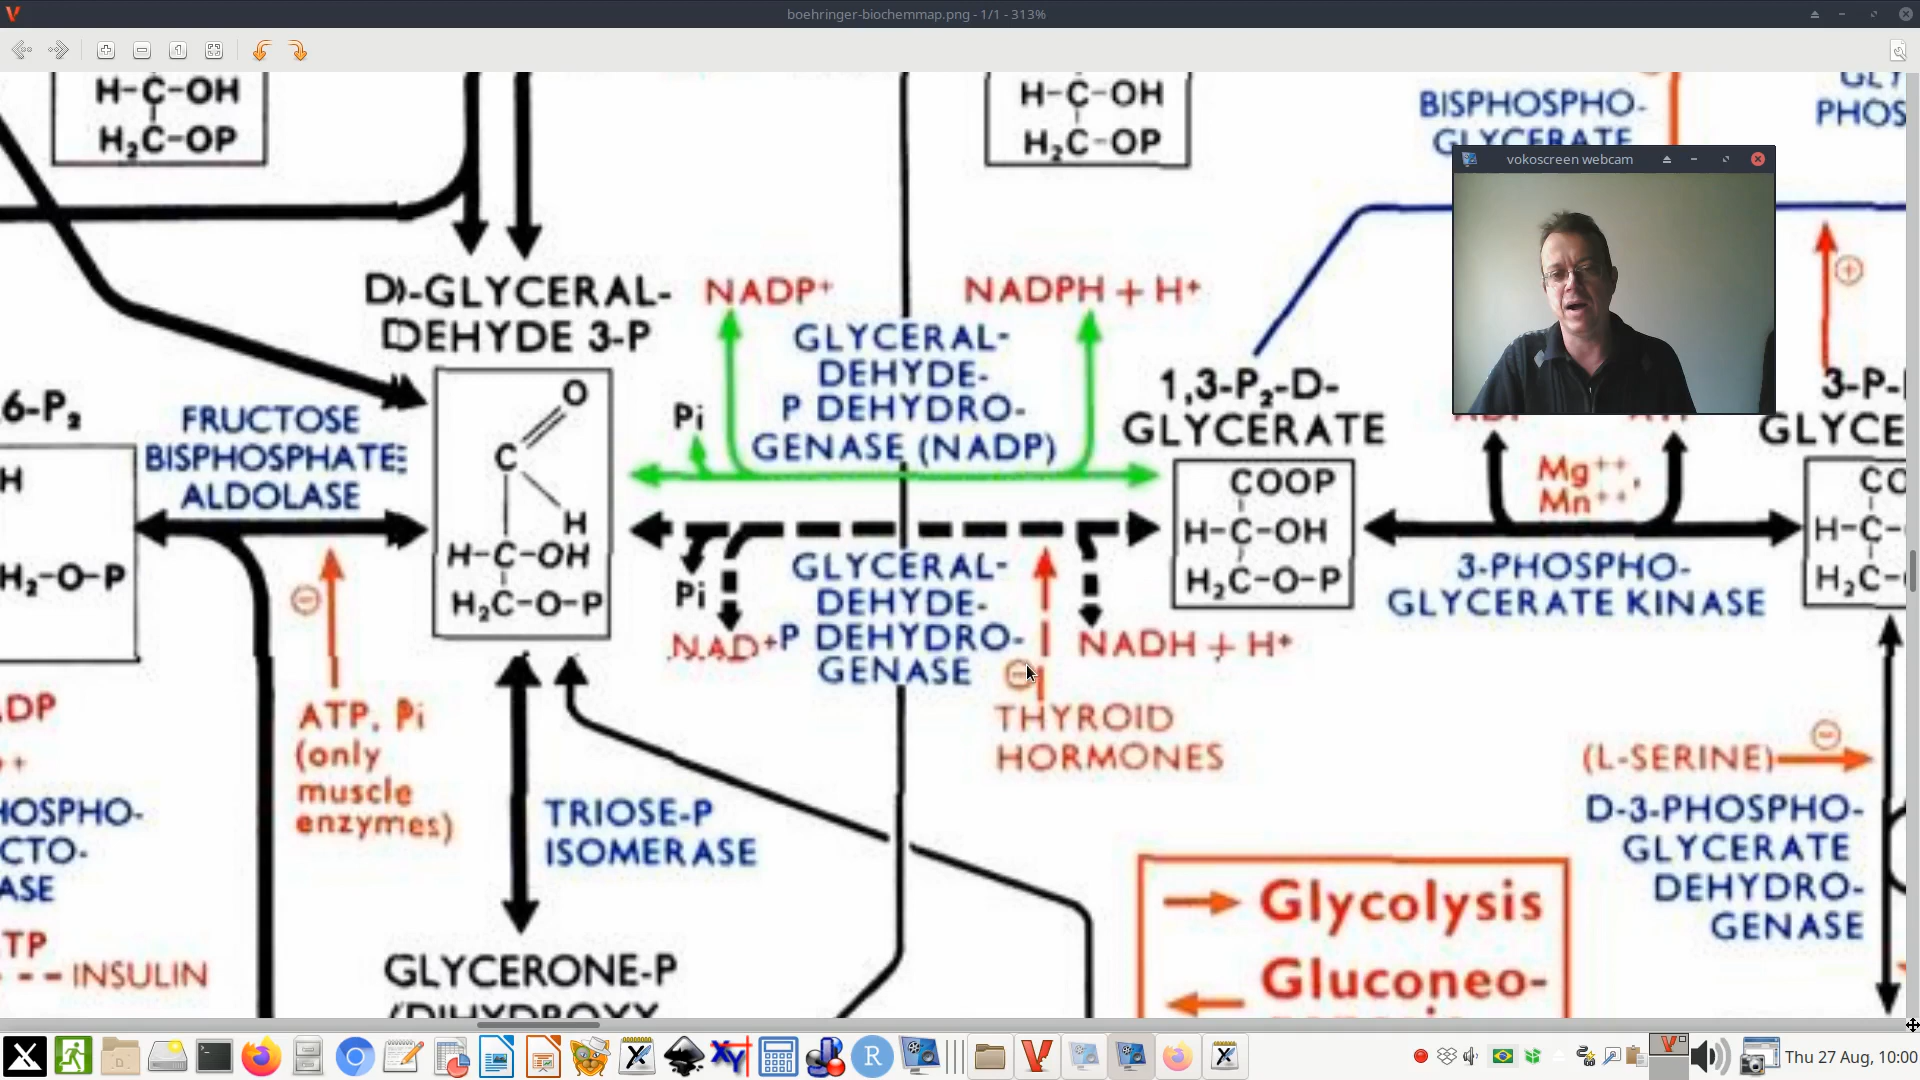 boehringer-biochemmap.png - 1/1 - 313%
H-C-OH
H₂C-OP
H-C-OH
H₂C-OP
BISPHOSPHO-
GLYCERATE
PHOS
vokoscreen webcam
D)-GLYCERAL-
DEHYDE 3-P
NADP⁺
NADPH + H⁺
GLYCERAL-
DEHYDE-
P DEHYDRO-
GENASE (NADP)
6-P₂
FRUCTOSE
BISPHOSPHATE
ALDOLASE
O
C
H
H-C-OH
H₂C-O-P
Pi
1,3-P₂-D-
GLYCERATE
COOP
H-C-OH
H₂C-O-P
Mg⁺⁺,
Mn⁺⁺
3-PHOSPHO-
GLYCERATE KINASE
3-P-
GLYCE
CO
H-C-
H₂C-
H
H₂-O-P
Pi
NAD⁺
GLYCERAL-
DEHYDE-
P DEHYDRO-
GENASE
NADH + H⁺
THYROID
HORMONES
ATP, Pi
(only
muscle
enzymes)
DP
HOSPHO-
CTO-
ASE
TP
INSULIN
TRIOSE-P
ISOMERASE
GLYCERONE-P
(DIHYDROXY
(L-SERINE)
D-3-PHOSPHO-
GLYCERATE
DEHYDRO-
GENASE
Glycolysis
Gluconeo-
Thu 27 Aug, 10:00